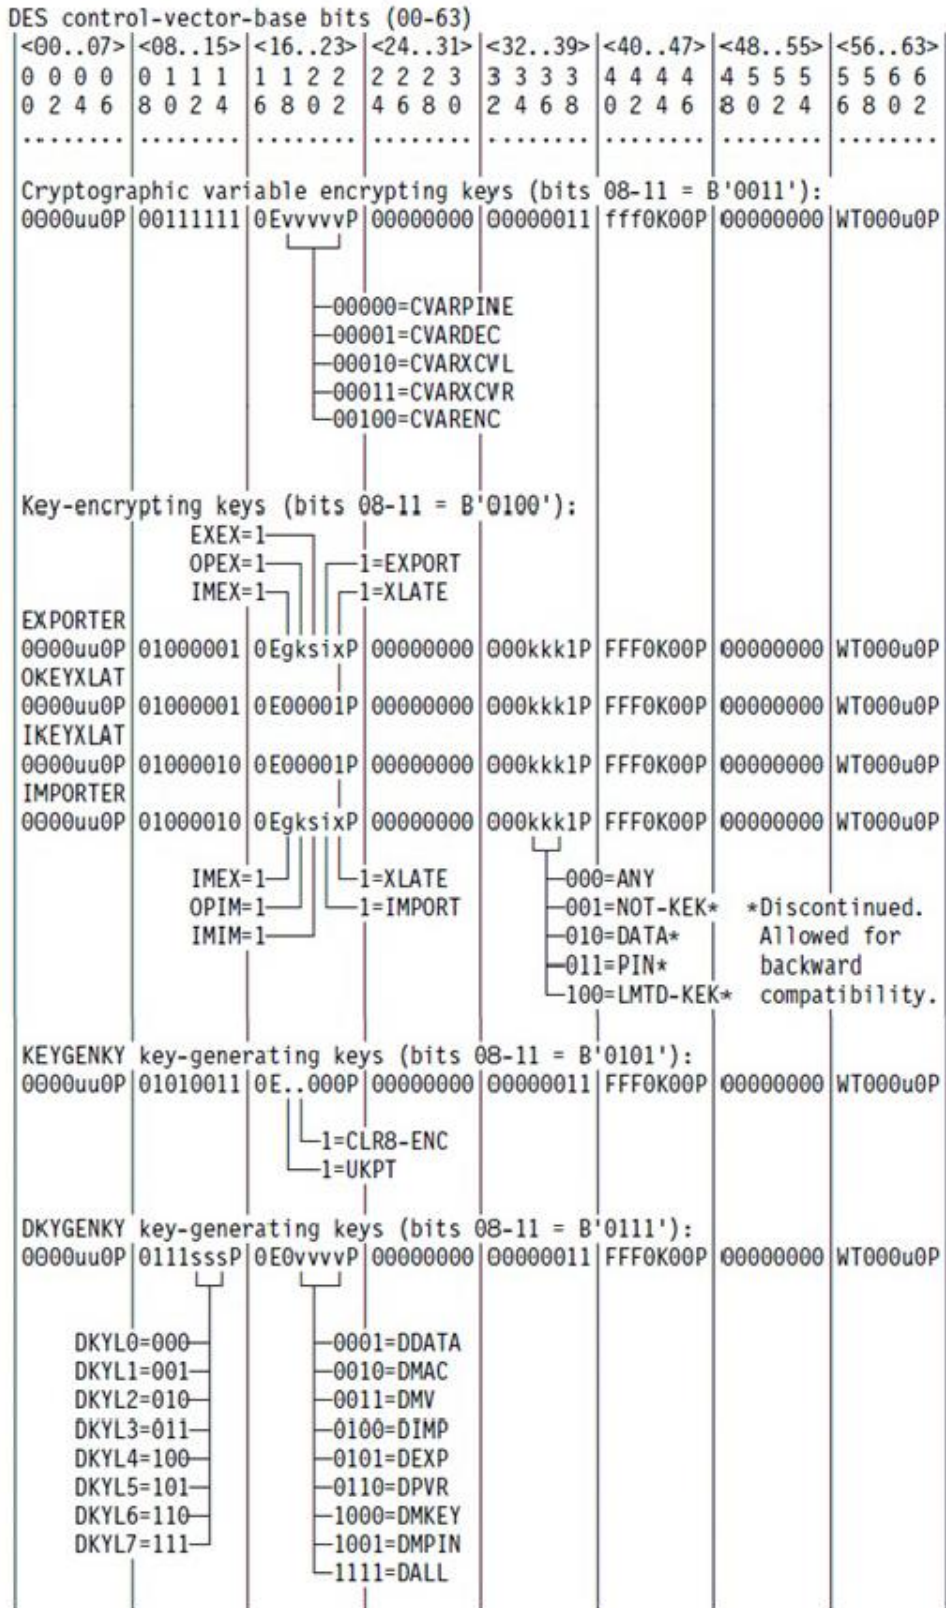 DES control-vector-base bits (00-63)
<00..07> <08..15> <16..23> <24..31> <32..39> <40..47> <48..55> <56..63>
0 0 0 0 0 1 1 1 1 1 2 2 2 2 2 3 3 3 3 3 4 4 4 4 4 5 5 5 5 5 6 6
0 2 4 6 8 0 2 4 6 8 0 2 4 6 8 0 2 4 6 8 0 2 4 6 8 0 2 4 6 8 0 2
........ ........ ........ ........ ........ ........ ........ ........
Cryptographic variable encrypting keys (bits 08-11 = B'0011'):
0000uu0P 00111111 0EvvvvvP 00000000 00000011 fff0K00P 00000000 WT000u0P
00000=CVARPINE
00001=CVARDEC
00010=CVARXCVL
00011=CVARXCVR
00100=CVARENC
Key-encrypting keys (bits 08-11 = B'0100'):
EXEX=1
OPEX=1 1=EXPORT
IMEX=1 1=XLATE
EXPORTER
0000uu0P 01000001 0EgksixP 00000000 000kkk1P FFF0K00P 00000000 WT000u0P
OKEYXLAT
0000uu0P 01000001 0E00001P 00000000 000kkk1P FFF0K00P 00000000 WT000u0P
IKEYXLAT
0000uu0P 01000010 0E00001P 00000000 000kkk1P FFF0K00P 00000000 WT000u0P
IMPORTER
0000uu0P 01000010 0EgksixP 00000000 000kkk1P FFF0K00P 00000000 WT000u0P
IMEX=1 1=XLATE 000=ANY
OPIM=1 1=IMPORT 001=NOT-KEK* *Discontinued.
IMIM=1 010=DATA* Allowed for
011=PIN* backward
100=LMTD-KEK* compatibility.
KEYGENKY key-generating keys (bits 08-11 = B'0101'):
0000uu0P 01010011 0E..000P 00000000 00000011 FFF0K00P 00000000 WT000u0P
1=CLR8-ENC
1=UKPT
DKYGENKY key-generating keys (bits 08-11 = B'0111'):
0000uu0P 0111sssP 0E0vvvvP 00000000 00000011 FFF0K00P 00000000 WT000u0P
DKYL0=000 0001=DDATA
DKYL1=001 0010=DMAC
DKYL2=010 0011=DMV
DKYL3=011 0100=DIMP
DKYL4=100 0101=DEXP
DKYL5=101 0110=DPVR
DKYL6=110 1000=DMKEY
DKYL7=111 1001=DMPIN
1111=DALL